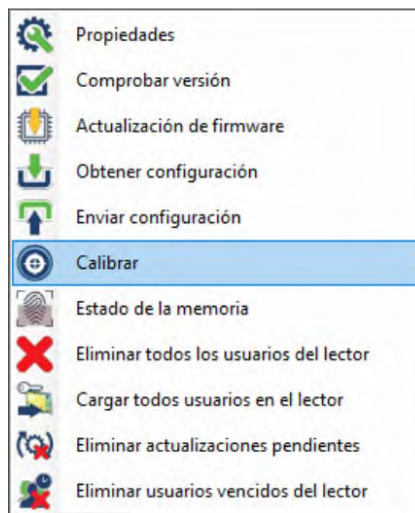 Propiedades
Comprobar versión
Actualización de firmware
Obtener configuración
Enviar configuración
Calibrar
Estado de la memoria
Eliminar todos los usuarios del lector
Cargar todos usuarios en el lector
Eliminar actualizaciones pendientes
Eliminar usuarios vencidos del lector